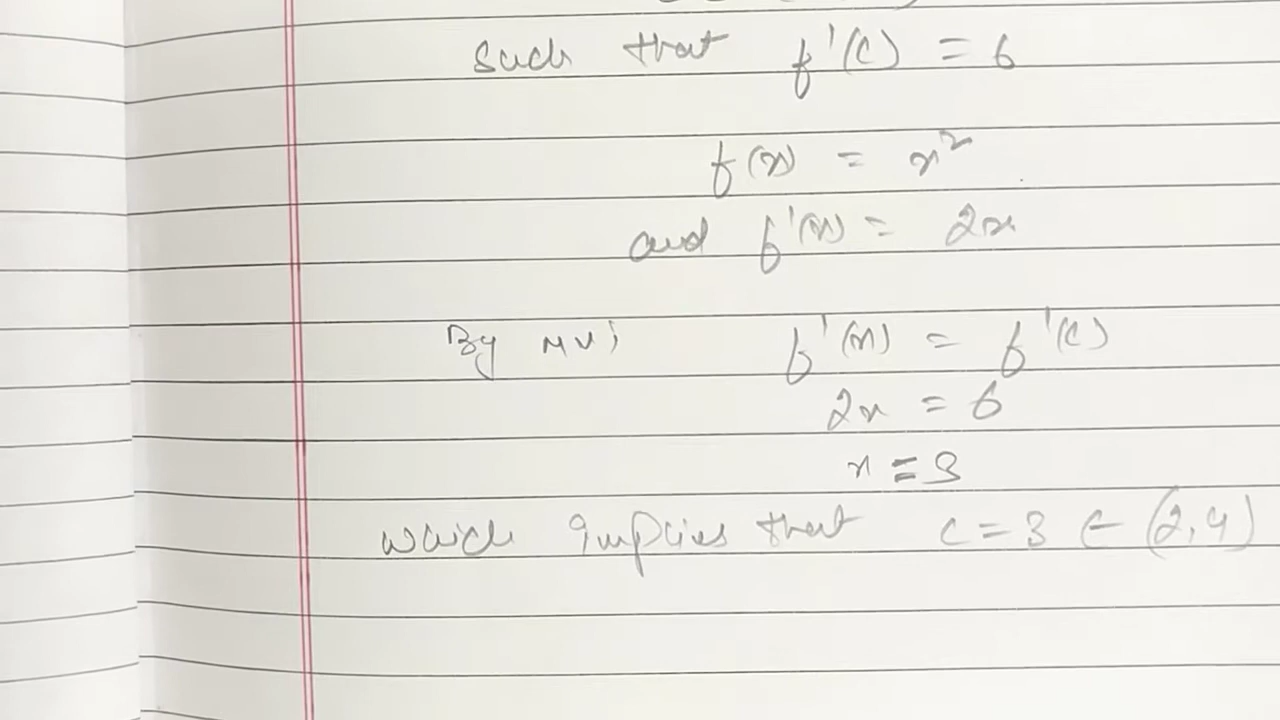 such that f'(c) = 6
f(x) = x²
and f'(x) = 2x
By MVT f'(x) = f'(c)
2x = 6
x = 3
which implies that c = 3 ∈ (2,4)